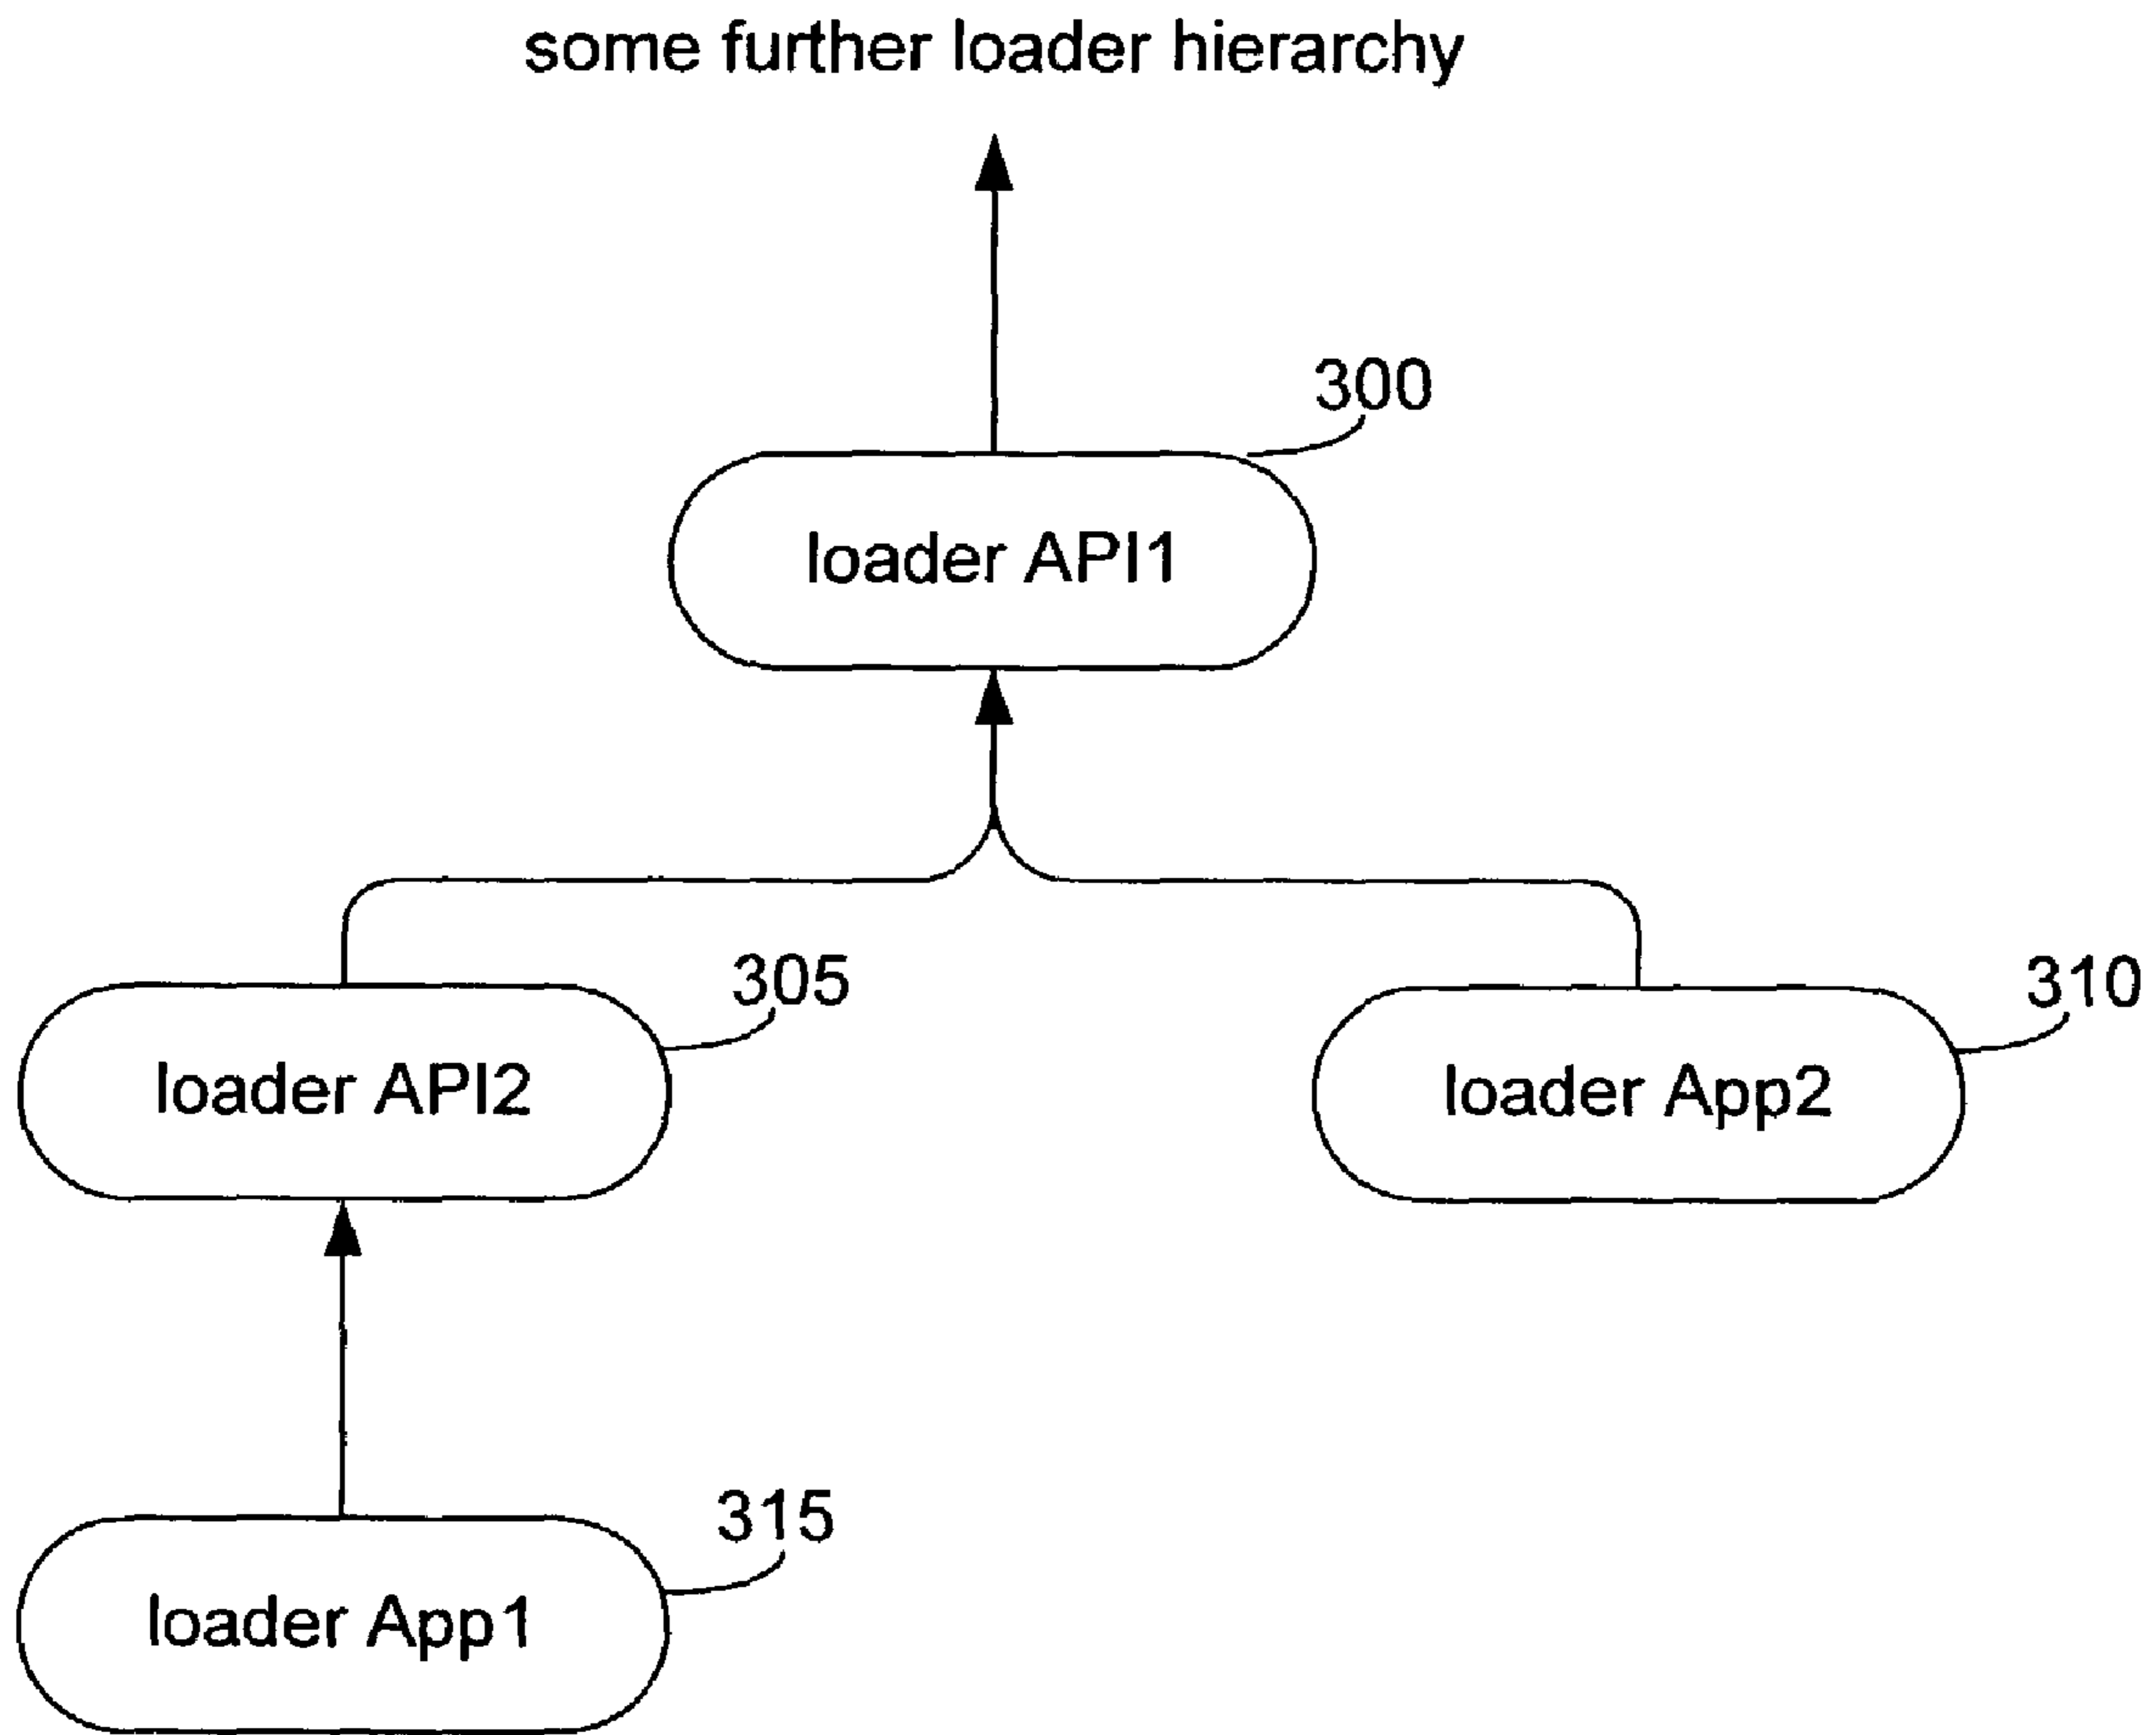 some further loader hierarchy
300
loader API1
305
310
loader API2
loader App2
315
loader App1